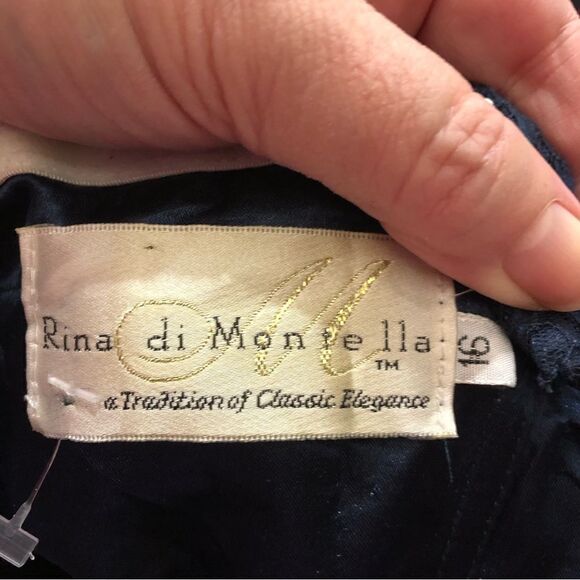 Rina di Montella
M
TM
a Tradition of Classic Elegance
16